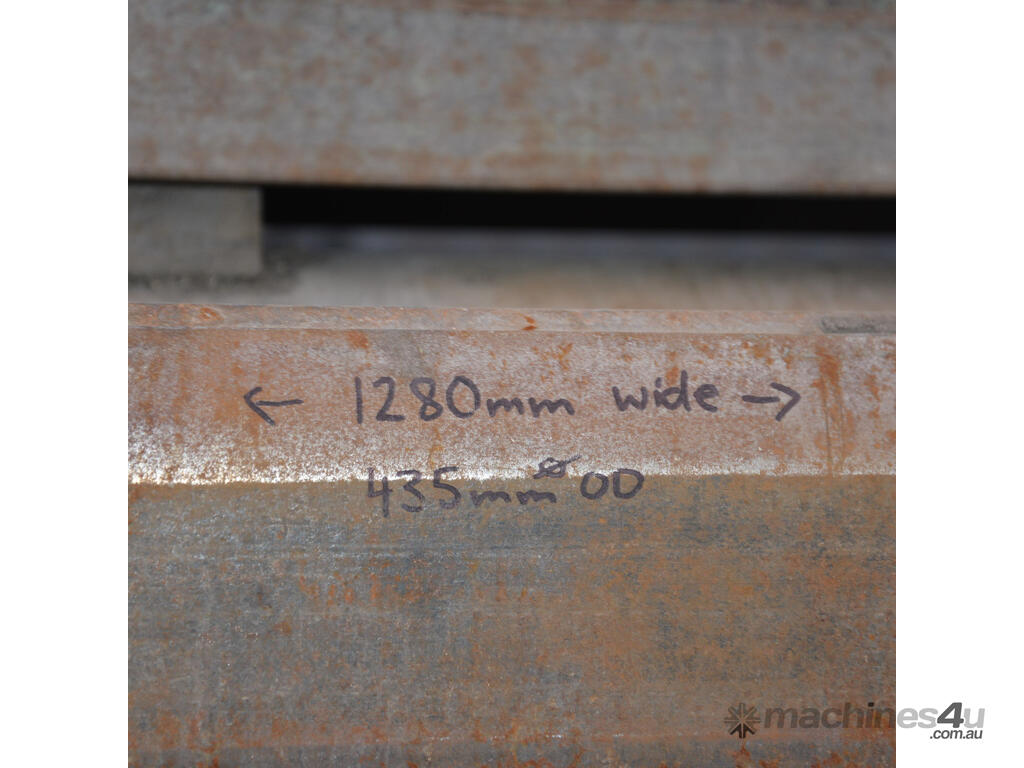 ← 1280mm wide →
435mm⌀ OD
machines4u
.com.au